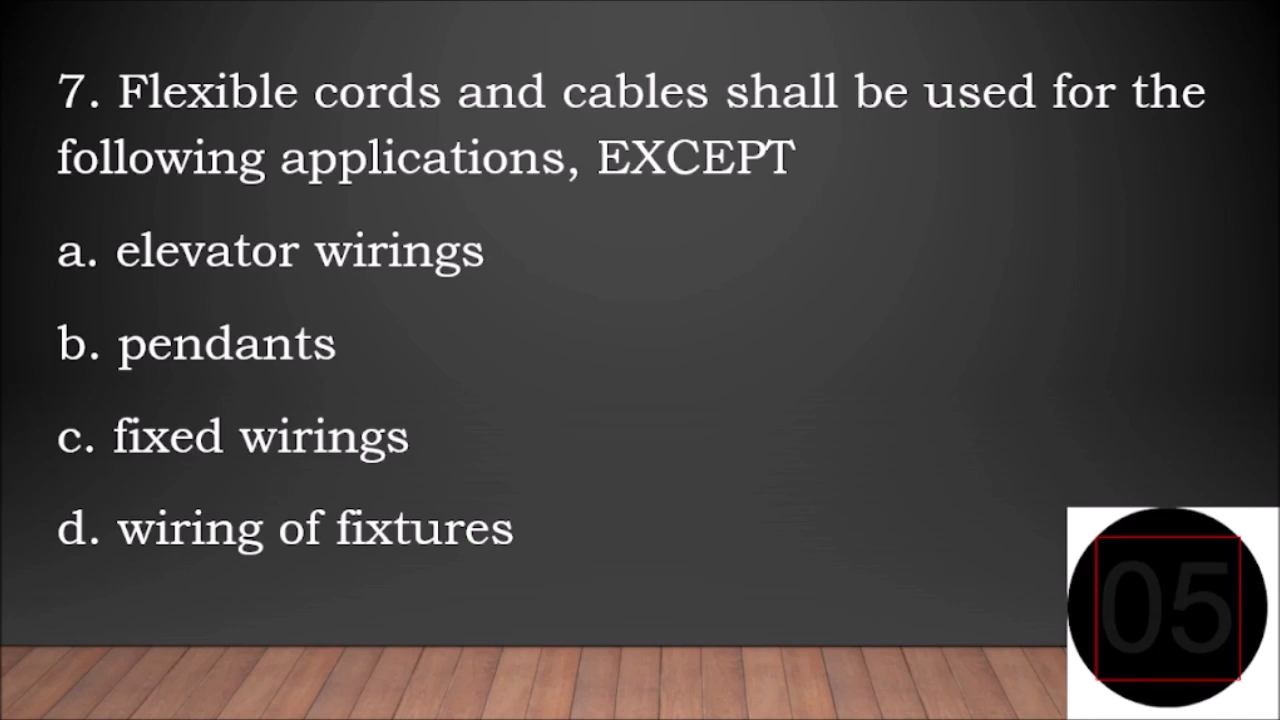 7. Flexible cords and cables shall be used for the
following applications, EXCEPT
a. elevator wirings
b. pendants
c. fixed wirings
d. wiring of fixtures
05